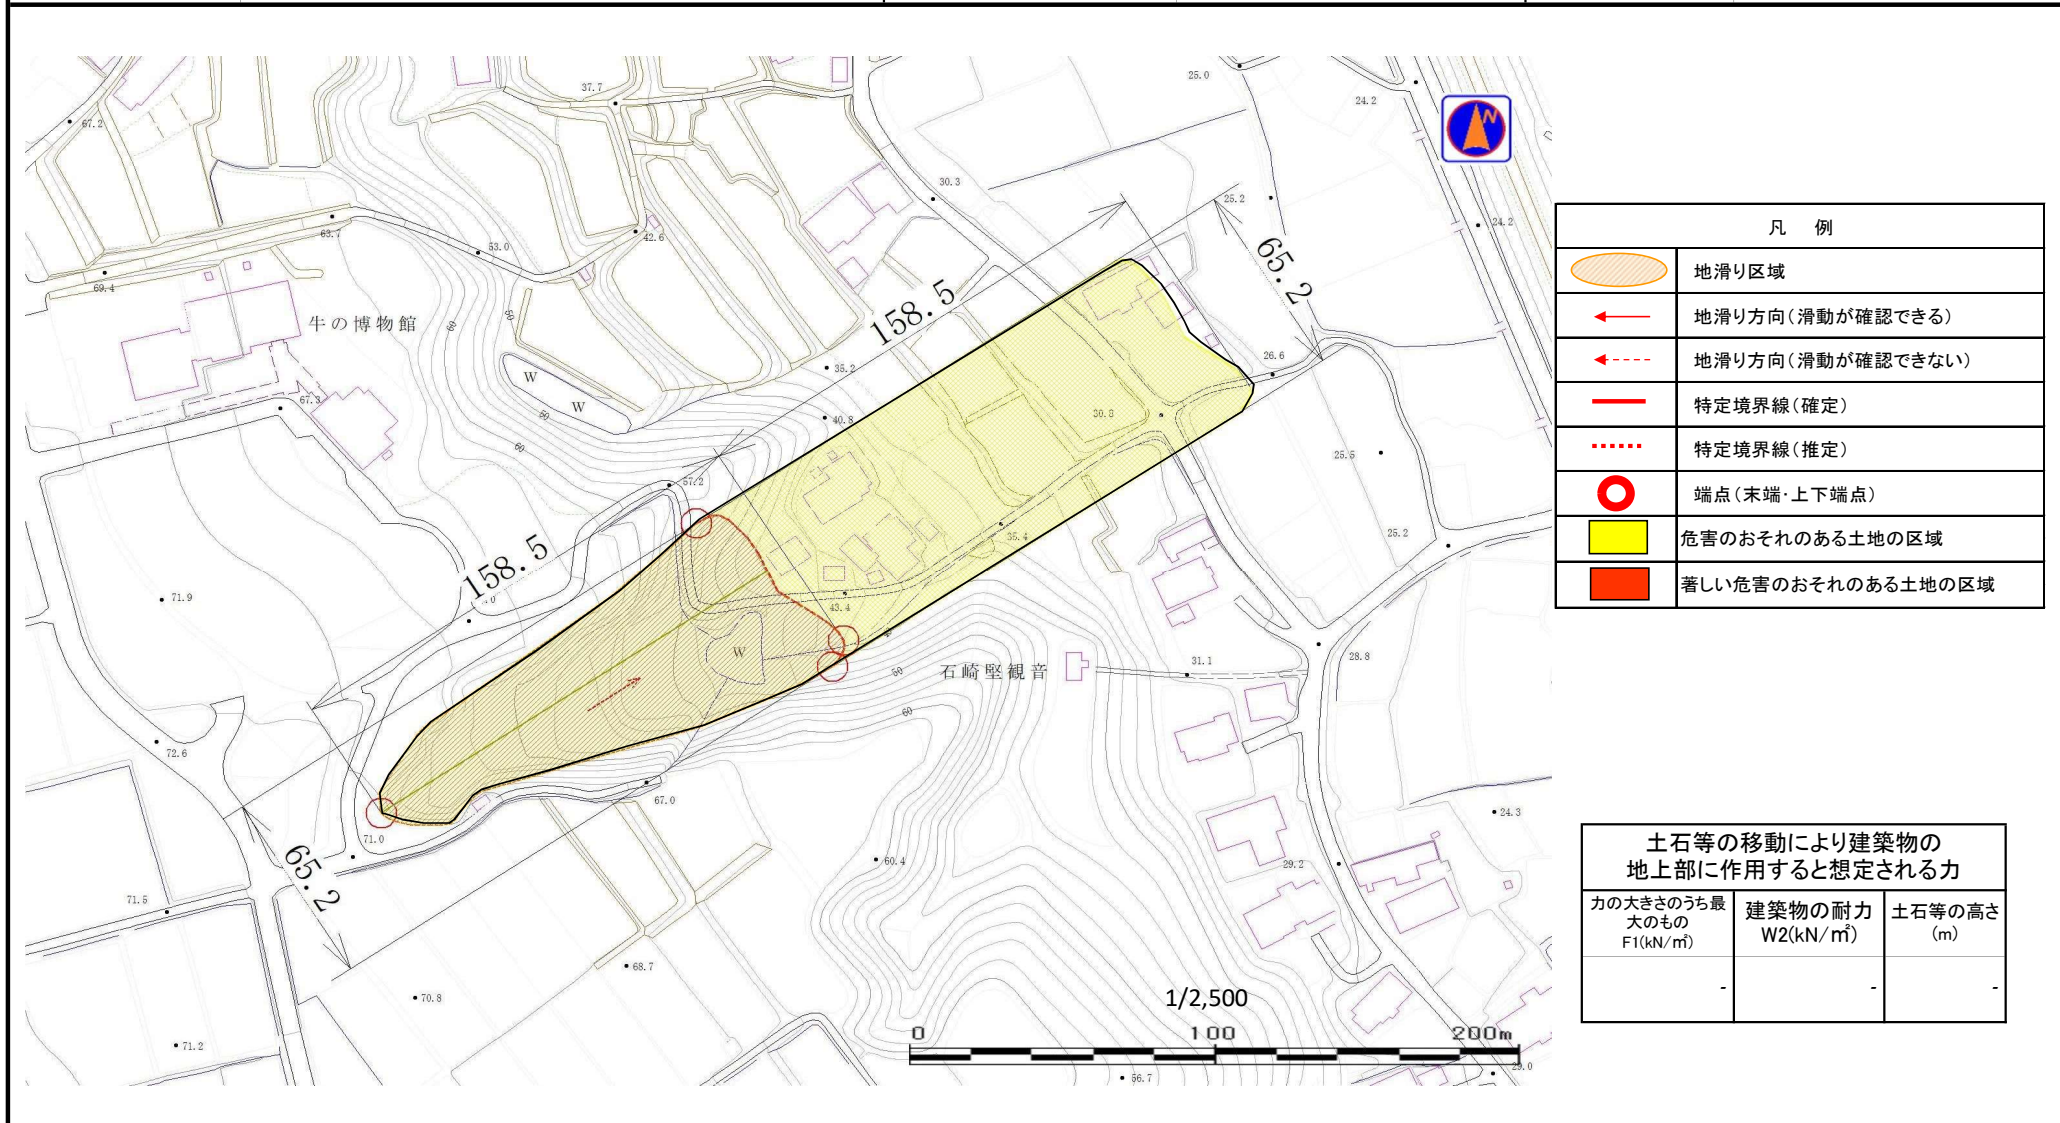 25.0
37.7
24.2
67.2
N
30.3
25.2
24.2
63.7
53.0
42.6
65.2
69.4
158.5
牛の博物館
50
60
35.2
26.6
W
W
67.3
50
40.8
30.8
60
25.5
57.2
158.5
35.4
25.2
71.9
43.4
W
石崎堅観音
50
31.1
28.8
60
72.6
67.0
24.3
71.0
65.2
60.4
29.2
71.5
68.7
70.8
1/2,500
71.2
0 100 200m
56.7
29.0
凡 例
地滑り区域
地滑り方向(滑動が確認できる)
地滑り方向(滑動が確認できない)
特定境界線(確定)
特定境界線(推定)
端点(末端・上下端点)
危害のおそれのある土地の区域
著しい危害のおそれのある土地の区域
土石等の移動により建築物の
地上部に作用すると想定される力
力の大きさのうち最
大のもの
F1(kN/㎡)
建築物の耐力
W2(kN/㎡)
土石等の高さ
(m)
- - -